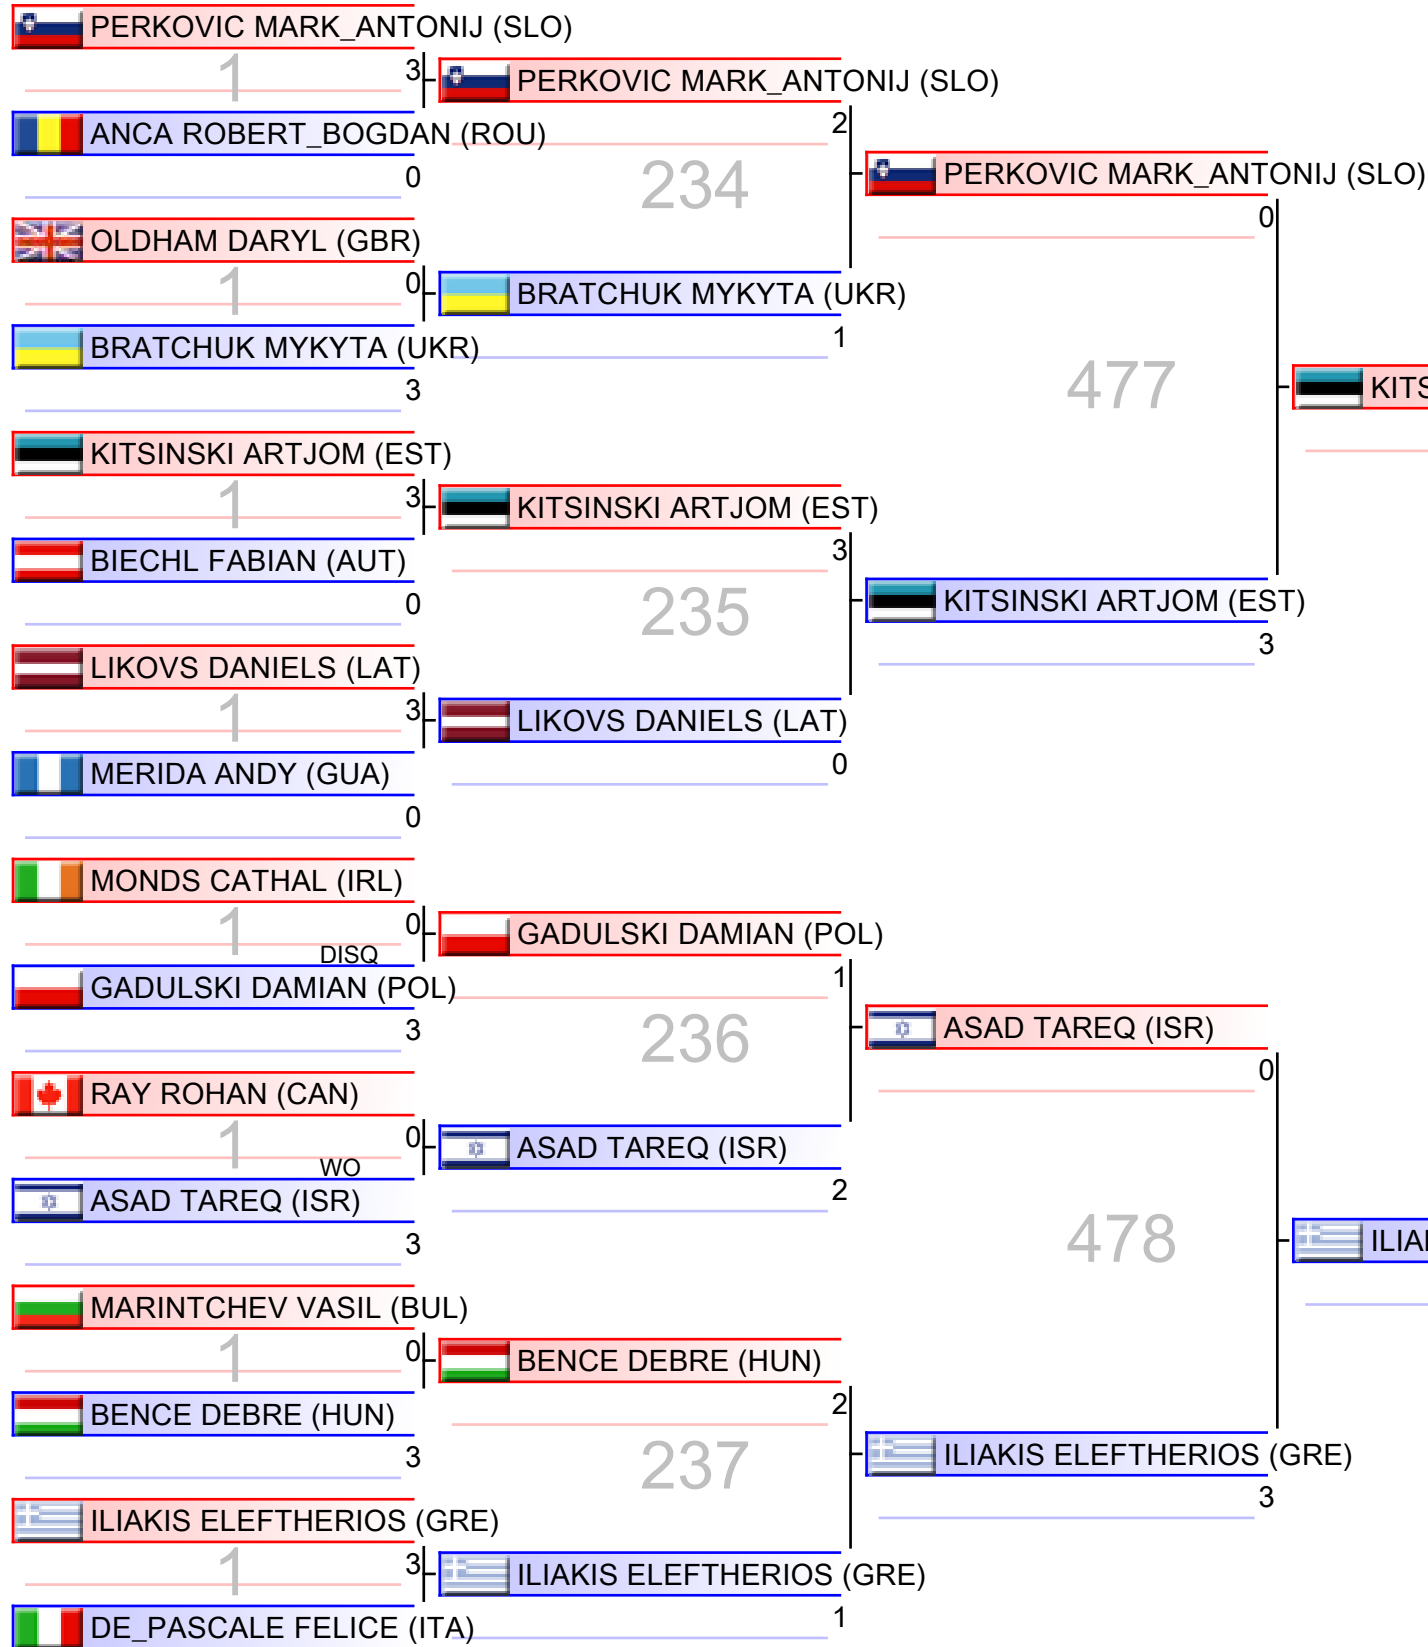 PERKOVIC MARK_ANTONIJ (SLO)
1
3
ANCA ROBERT_BOGDAN (ROU)
0
OLDHAM DARYL (GBR)
1
0
BRATCHUK MYKYTA (UKR)
3
KITSINSKI ARTJOM (EST)
1
3
BIECHL FABIAN (AUT)
0
LIKOVS DANIELS (LAT)
1
3
MERIDA ANDY (GUA)
0
MONDS CATHAL (IRL)
1
0
DISQ
GADULSKI DAMIAN (POL)
3
RAY ROHAN (CAN)
1
0
WO
ASAD TAREQ (ISR)
3
MARINTCHEV VASIL (BUL)
1
0
BENCE DEBRE (HUN)
3
ILIAKIS ELEFTHERIOS (GRE)
1
3
DE_PASCALE FELICE (ITA)
PERKOVIC MARK_ANTONIJ (SLO)
2
234
BRATCHUK MYKYTA (UKR)
1
KITSINSKI ARTJOM (EST)
3
235
LIKOVS DANIELS (LAT)
0
GADULSKI DAMIAN (POL)
1
236
ASAD TAREQ (ISR)
2
BENCE DEBRE (HUN)
2
237
ILIAKIS ELEFTHERIOS (GRE)
1
PERKOVIC MARK_ANTONIJ (SLO)
0
477
KITSINSKI ARTJOM (EST)
3
ASAD TAREQ (ISR)
0
478
ILIAKIS ELEFTHERIOS (GRE)
3